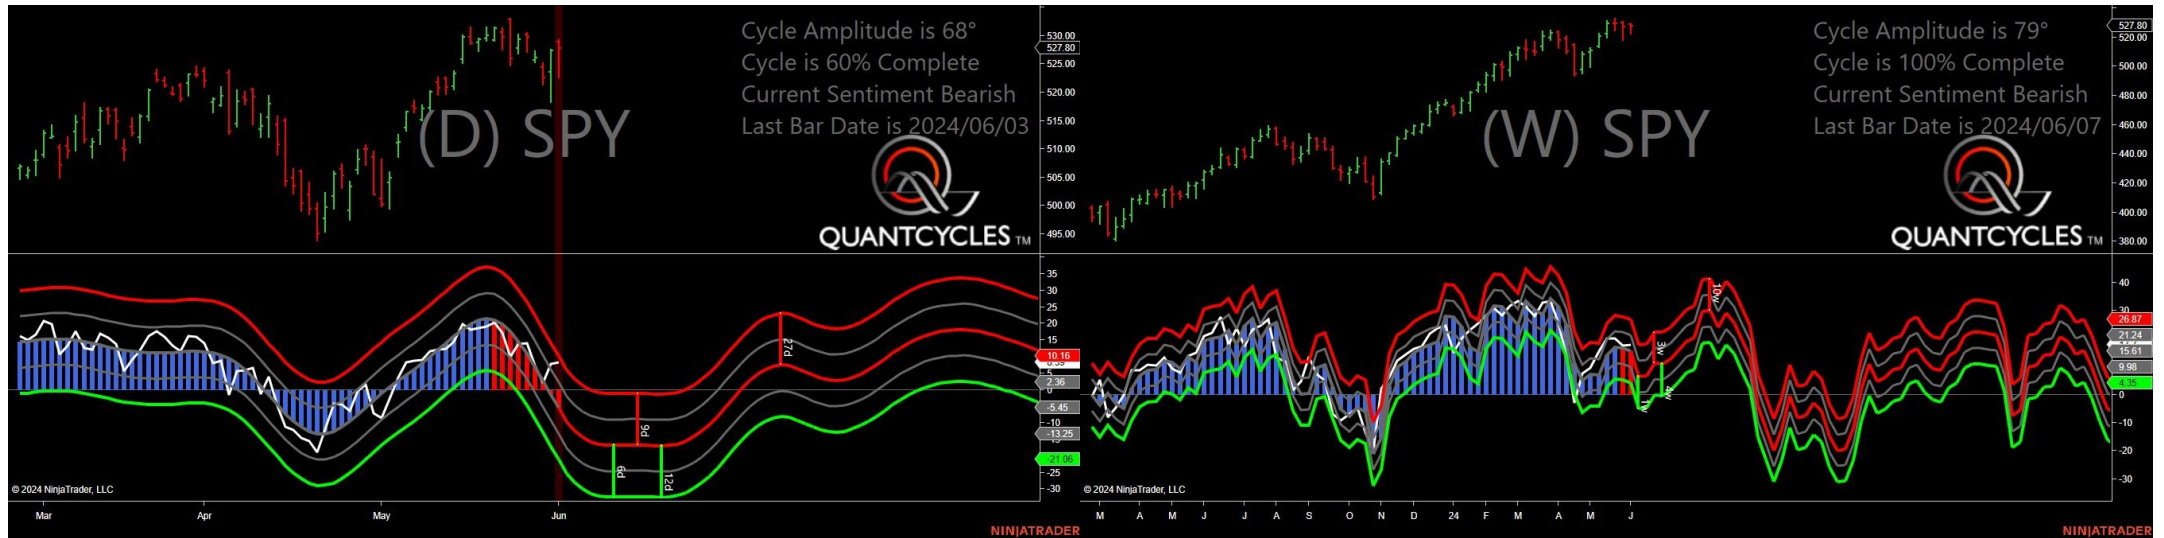 Cycle Amplitude is 68°
Cycle is 60% Complete
Current Sentiment Bearish
Last Bar Date is 2024/06/03
(D) SPY
QUANTCYCLES TM
530.00
527.80
525.00
520.00
515.00
510.00
505.00
500.00
495.00
35
30
25
20
15
10.16
5
2.36
0
-5.45
-10
-13.25
-21.06
-25
-30
27d
9d
6d
12d
© 2024 NinjaTrader, LLC
Mar
Apr
May
Jun
NINJATRADER
Cycle Amplitude is 79°
Cycle is 100% Complete
Current Sentiment Bearish
Last Bar Date is 2024/06/07
(W) SPY
QUANTCYCLES TM
527.80
520.00
500.00
480.00
460.00
440.00
420.00
400.00
380.00
40
30
26.87
21.24
15.61
9.98
4.35
0
-10
-20
-30
10w
3w
1w
4w
© 2024 NinjaTrader, LLC
M A M J J A S O N D 24 F M A M J
NINJATRADER